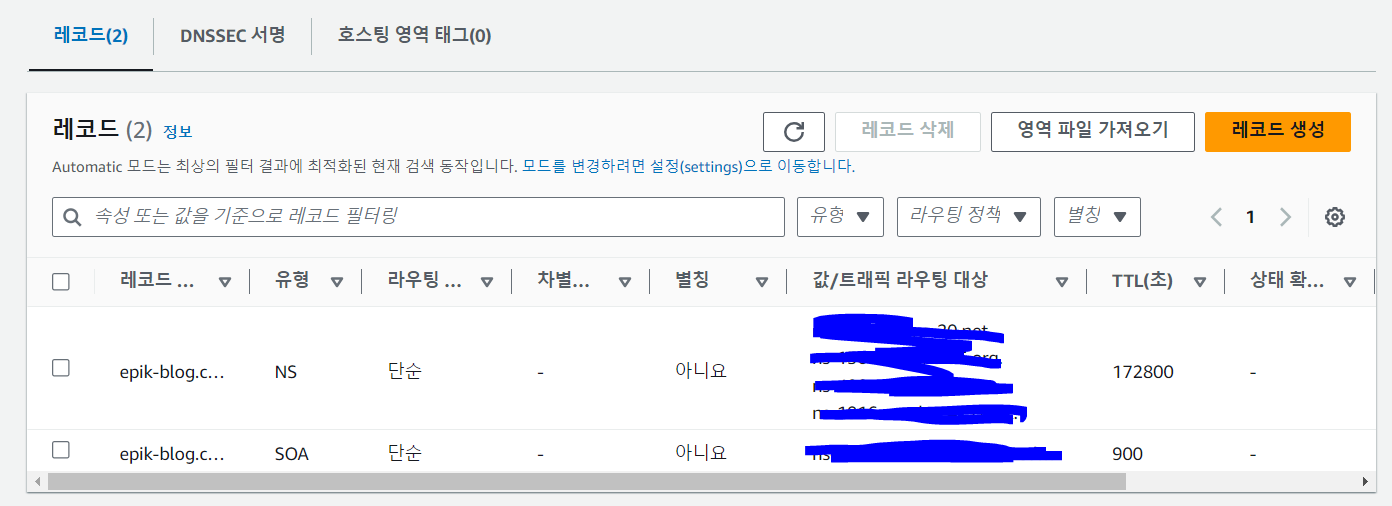 레코드(2)
DNSSEC 서명
호스팅 영역 태그(0)
레코드 (2) 정보
레코드 삭제
영역 파일 가져오기
레코드 생성
Automatic 모드는 최상의 필터 결과에 최적화된 현재 검색 동작입니다. 모드를 변경하려면 설정(settings)으로 이동합니다.
속성 또는 값을 기준으로 레코드 필터링
유형
라우팅 정책
별칭
1
레코드 ... 유형 라우팅 ... 차별... 별칭 값/트래픽 라우팅 대상 TTL(초) 상태 확...
epik-blog.c... NS 단순 - 아니요 172800 -
epik-blog.c... SOA 단순 - 아니요 900 -